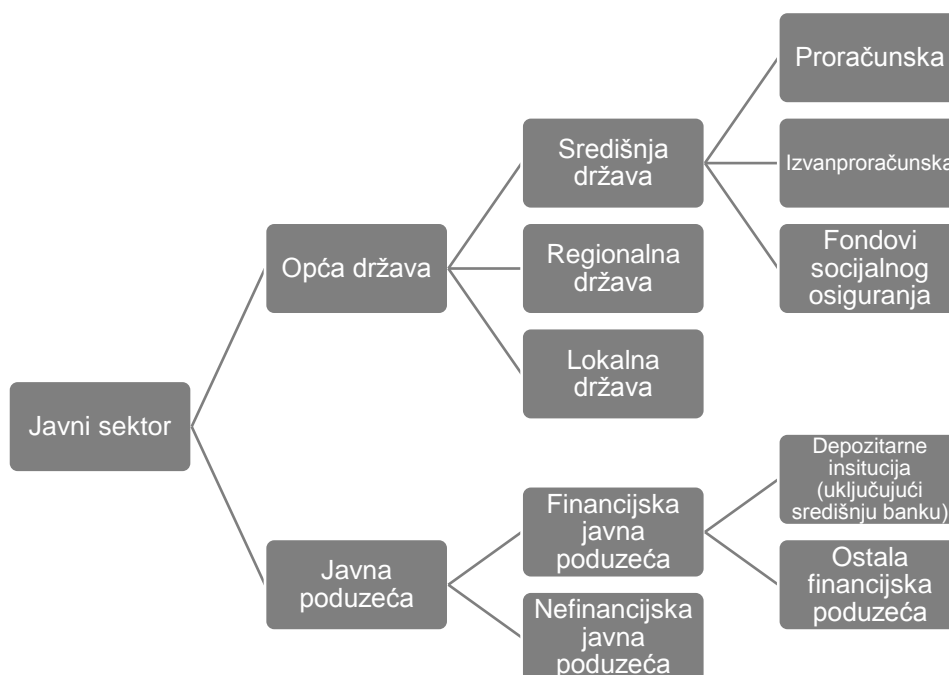 Javni sektor
Opća država
Središnja
država
Proračunska
Izvanproračunska
Fondovi
socijalnog
osiguranja
Regionalna
država
Lokalna
država
Javna
poduzeća
Financijska
javna
poduzeća
Depozitarne
insitucija
(uključujući
središnju banku)
Ostala
financijska
poduzeća
Nefinancijska
javna
poduzeća